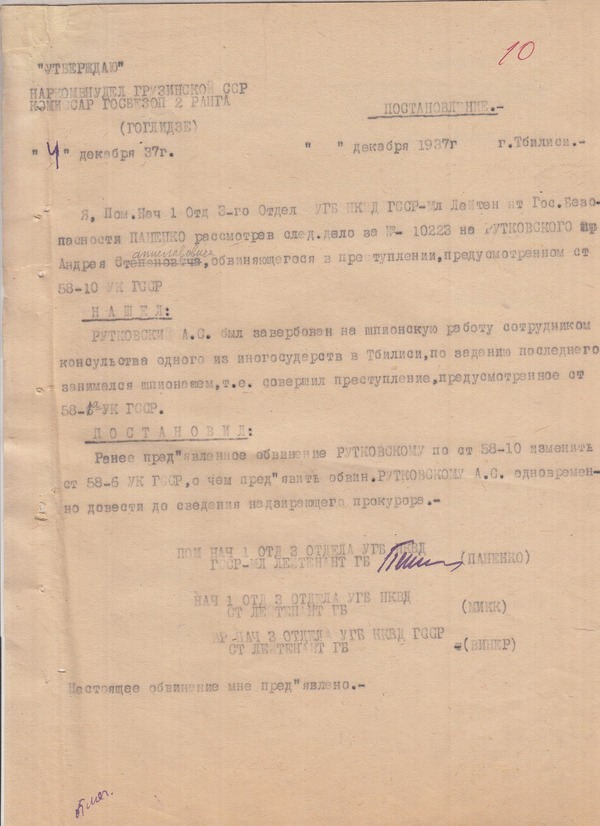 10
"УТВЕРЖДАЮ"
НАРКОМВНУДЕЛ ГРУЗИНСКОЙ ССР
КОМИССАР ГОСБЕЗОП 2 РАНГА
(ГОГЛИДЗЕ)
ПОСТАНОВЛЕНИЕ.-
"4" декабря 37г.
" " декабря 1937г г.Тбилиси.-
Я, Пом.Нач 1 Отд 3-го Отдел УГБ НКВД ГССР-Мл Лейтен нт Гос.Безо-
пасности ПАНЕНКО рассмотрев след.дело за №- 10223 на РУТКОВСКОГО
Андрея Степановича,обвиняющегося в преступлении,предусмотренном ст
58-10 УК ГССР
НАШЕЛ:
РУТКОВСКИЙ А.С. был завербован на шпионскую работу сотрудником
консульства одного из иногосударств в Тбилиси,по заданию последнего
занимался шпионажем,т.е. совершил преступление,предусмотренное ст
УК ГССР.
ПОСТАНОВИЛ:
Ранее пред"явленное обвинение РУТКОВСКОМУ по ст 58-10 изменить
ст 58-6 УК ГССР,о чем пред"явить обвин.РУТКОВСКОМУ А.С. одновремен-
но довести до сведения надзирающего прокурора.-
ПОМ НАЧ 1 ОТД 3 ОТДЕЛА УГБ НКВД
ГССР-МЛ ЛЕЙТЕНАНТ ГБ (ПАНЕНКО)
НАЧ 1 ОТД 3 ОТДЕЛА УГБ НКВД
СТ ЛЕЙТЕНАНТ ГБ (МИКК)
ВР НАЧ 3 ОТДЕЛА УГБ НКВД ГССР
СТ ЛЕЙТЕНАНТ ГБ (ВИНЕР)
Настоящее обвинение мне пред"явлено.-